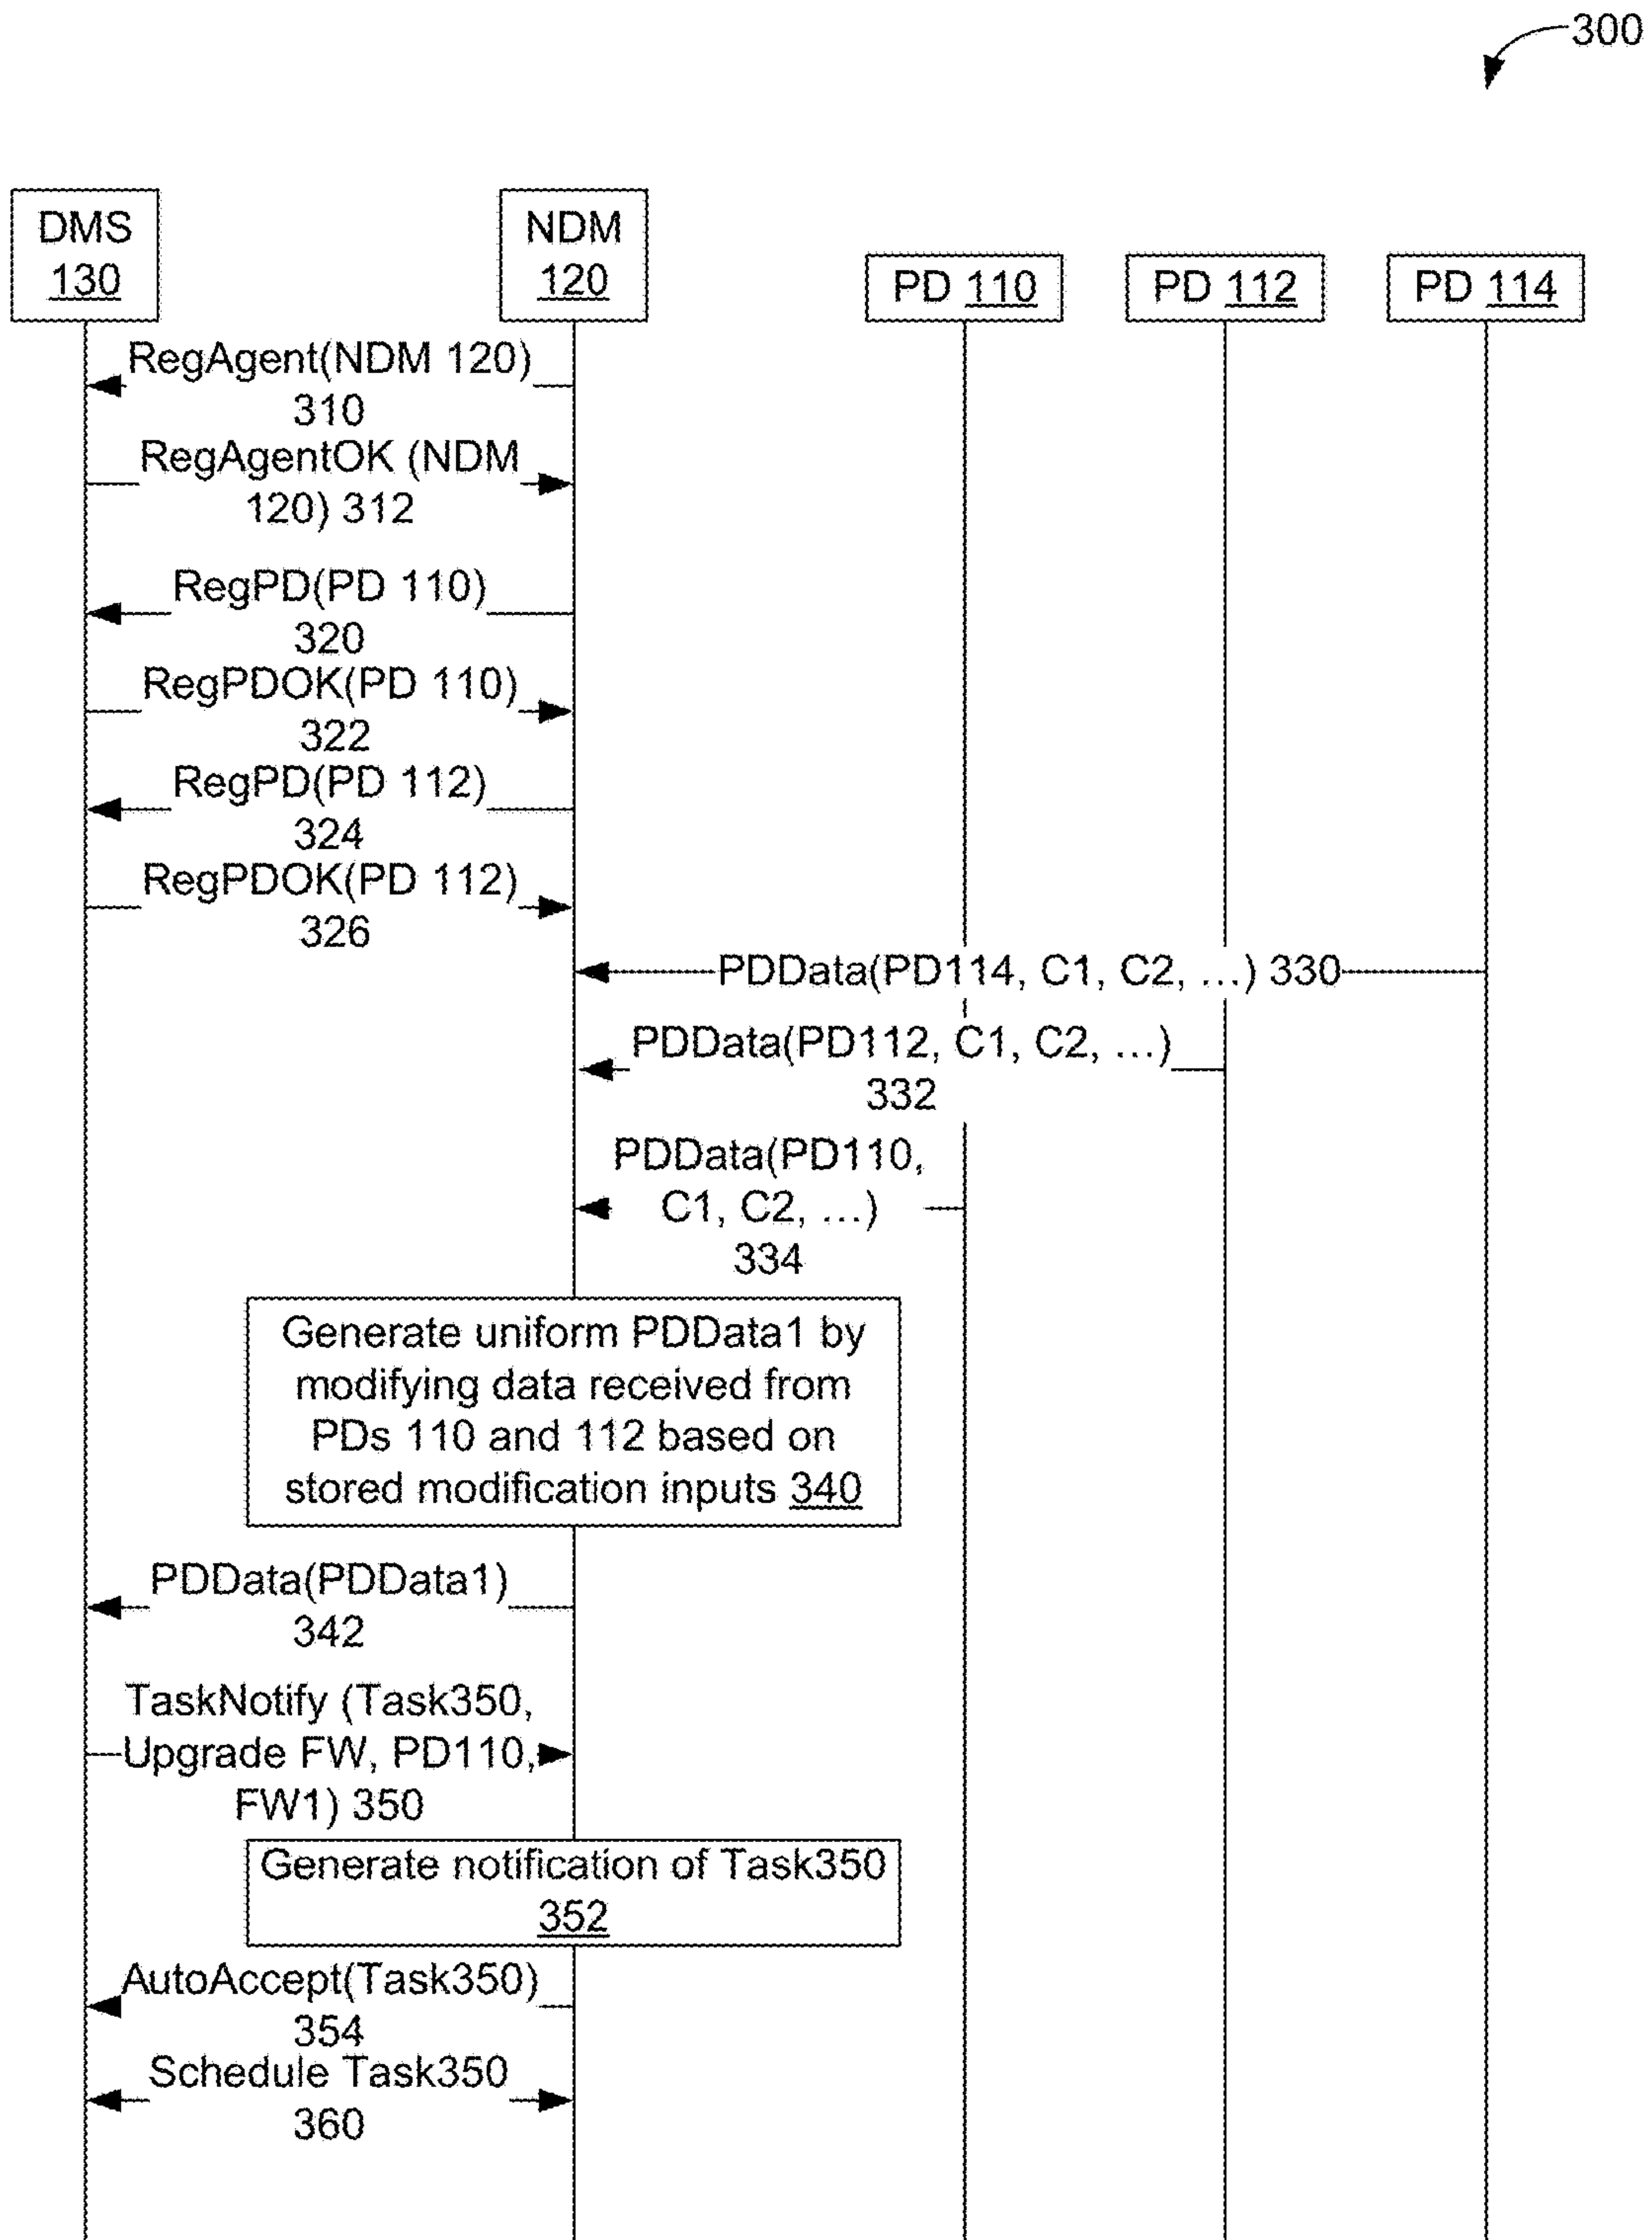 300
DMS
130
NDM
120
PD 110
PD 112
PD 114
RegAgent(NDM 120)
310
RegAgentOK (NDM
120) 312
RegPD(PD 110)
320
RegPDOK(PD 110)
322
RegPD(PD 112)
324
RegPDOK(PD 112)
326
PDData(PD114, C1, C2, ...) 330
PDData(PD112, C1, C2, ...)
332
PDData(PD110,
C1, C2, ...)
334
Generate uniform PDData1 by
modifying data received from
PDs 110 and 112 based on
stored modification inputs 340
PDData(PDData1)
342
TaskNotify (Task350,
Upgrade FW, PD110,
FW1) 350
Generate notification of Task350
352
AutoAccept(Task350)
354
Schedule Task350
360